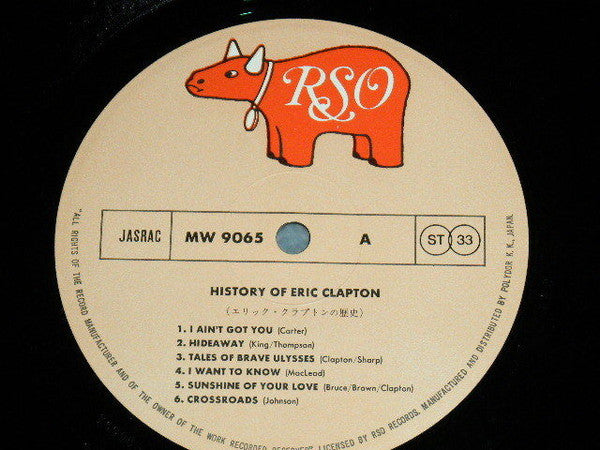 RSO
JASRAC MW 9065 A ST 33
HISTORY OF ERIC CLAPTON
(エリック・クラプトンの歴史)
1. I AIN'T GOT YOU (Carter)
2. HIDEAWAY (King/Thompson)
3. TALES OF BRAVE ULYSSES (Clapton/Sharp)
4. I WANT TO KNOW (MacLeod)
5. SUNSHINE OF YOUR LOVE (Bruce/Brown/Clapton)
6. CROSSROADS (Johnson)
"ALL RIGHTS OF THE RECORD MANUFACTURER AND OF THE OWNER OF THE WORK RECORDED RESERVED" LICENSED BY RSO RECORDS. MANUFACTURED AND DISTRIBUTED BY POLYDOR K. K., JAPAN.